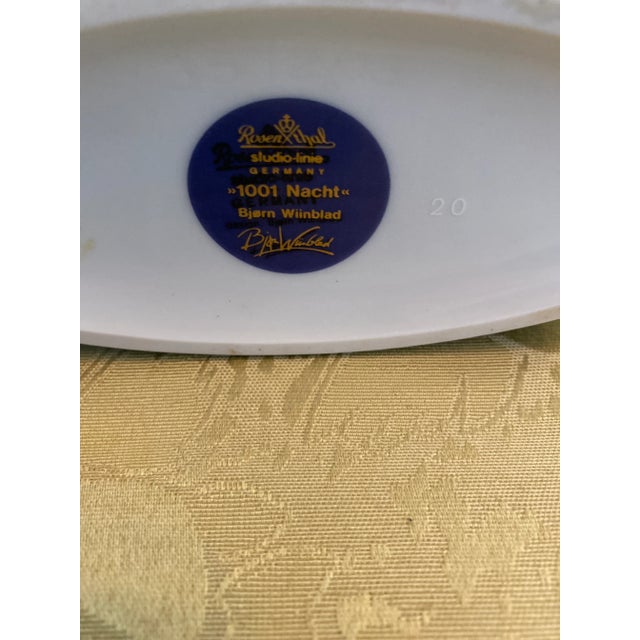 Rosenthal
studio-linie
GERMANY
»1001 Nacht«
Bjørn Wiinblad
Bjørn Wiinblad
20